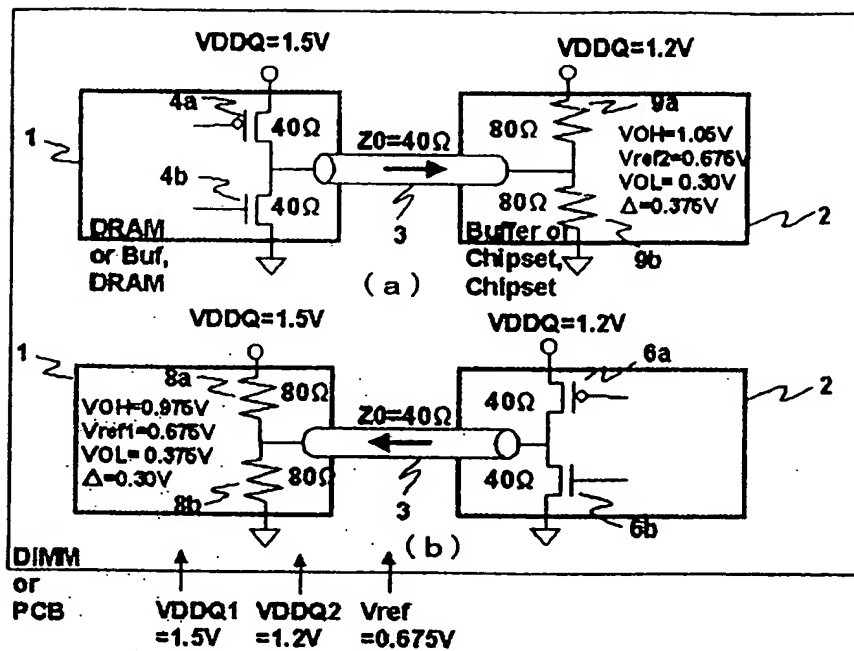 VDDQ=1.5V
VDDQ=1.2V
4a
40Ω
1
4b
40Ω
Z0=40Ω
3
80Ω
9a
VOH=1.05V
Vref2=0.675V
VOL= 0.30V
Δ=0.375V
80Ω
2
9b
DRAM
or Buf,
DRAM
Buffer or
Chipset,
Chipset
(a)
VDDQ=1.5V
VDDQ=1.2V
1
8a
80Ω
VOH=0.975V
Vref1=0.675V
VOL= 0.375V
Δ=0.30V
8b
80Ω
Z0=40Ω
3
40Ω
6a
40Ω
2
6b
(b)
DIMM
or
PCB
VDDQ1
=1.5V
VDDQ2
=1.2V
Vref
=0.675V